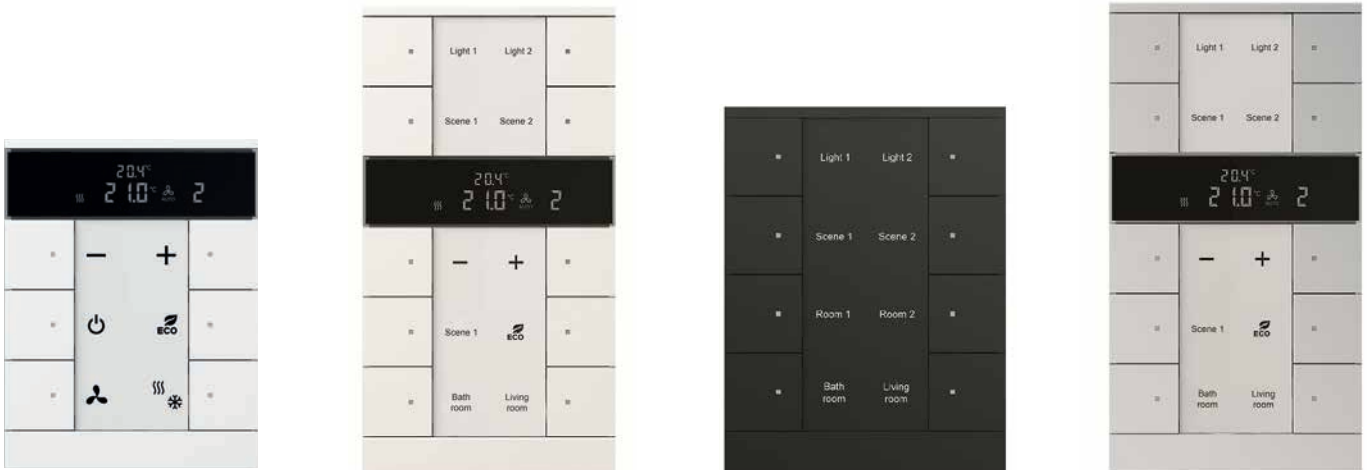 20.4°C
21.0°C AUTO 2
− +
ECO
Light 1 Light 2
Scene 1 Scene 2
20.4°C
21.0°C AUTO 2
− +
Scene 1 ECO
Bath room Living room
Light 1 Light 2
Scene 1 Scene 2
Room 1 Room 2
Bath room Living room
Light 1 Light 2
Scene 1 Scene 2
20.4°C
21.0°C AUTO 2
− +
Scene 1 ECO
Bath room Living room